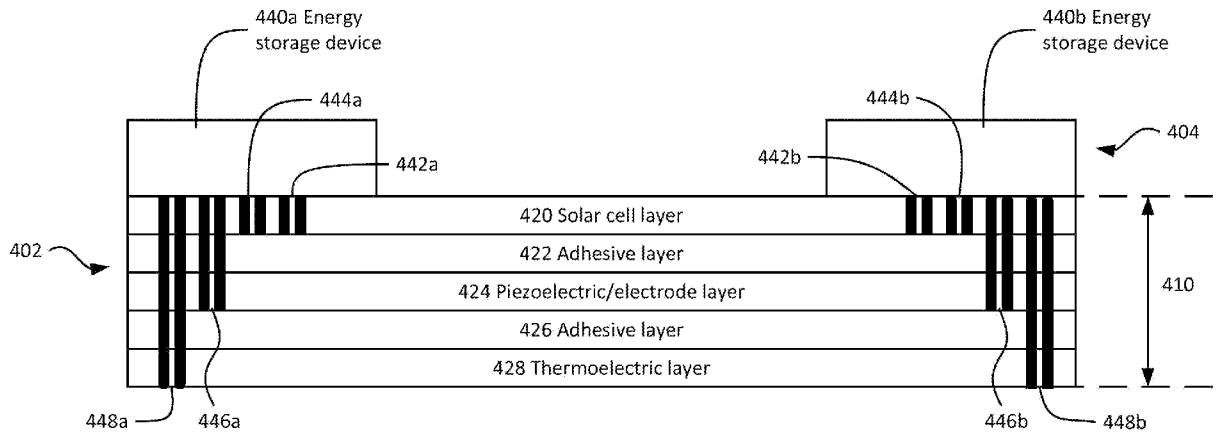 440a Energy
storage device
440b Energy
storage device
444a
444b
404
442a
442b
420 Solar cell layer
402
422 Adhesive layer
424 Piezoelectric/electrode layer
410
426 Adhesive layer
428 Thermoelectric layer
448a
446a
446b
448b